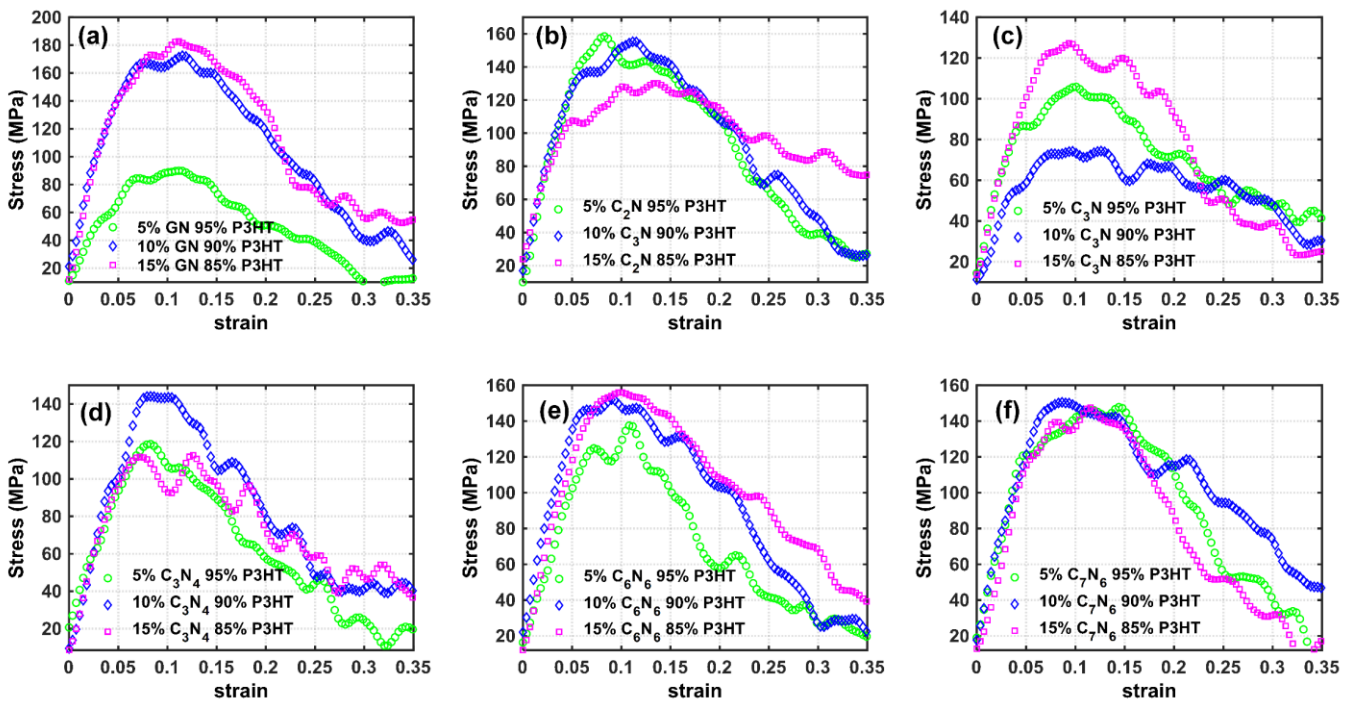 (a)
Stress (MPa)
200
180
160
140
120
100
80
60
40
20
5% GN 95% P3HT
10% GN 90% P3HT
15% GN 85% P3HT
0 0.05 0.1 0.15 0.2 0.25 0.3 0.35
strain
(b)
Stress (MPa)
160
140
120
100
80
60
40
20
5% C₂N 95% P3HT
10% C₃N 90% P3HT
15% C₂N 85% P3HT
0 0.05 0.1 0.15 0.2 0.25 0.3 0.35
strain
(c)
Stress (MPa)
140
120
100
80
60
40
20
10
5% C₃N 95% P3HT
10% C₃N 90% P3HT
15% C₃N 85% P3HT
0 0.05 0.1 0.15 0.2 0.25 0.3 0.35
strain
(d)
Stress (MPa)
140
120
100
80
60
40
20
5% C₃N₄ 95% P3HT
10% C₃N₄ 90% P3HT
15% C₃N₄ 85% P3HT
0 0.05 0.1 0.15 0.2 0.25 0.3 0.35
strain
(e)
Stress (MPa)
160
140
120
100
80
60
40
20
5% C₆N₆ 95% P3HT
10% C₆N₆ 90% P3HT
15% C₆N₆ 85% P3HT
0 0.05 0.1 0.15 0.2 0.25 0.3 0.35
strain
(f)
Stress (MPa)
160
140
120
100
80
60
40
20
5% C₇N₆ 95% P3HT
10% C₇N₆ 90% P3HT
15% C₇N₆ 85% P3HT
0 0.05 0.1 0.15 0.2 0.25 0.3 0.35
strain